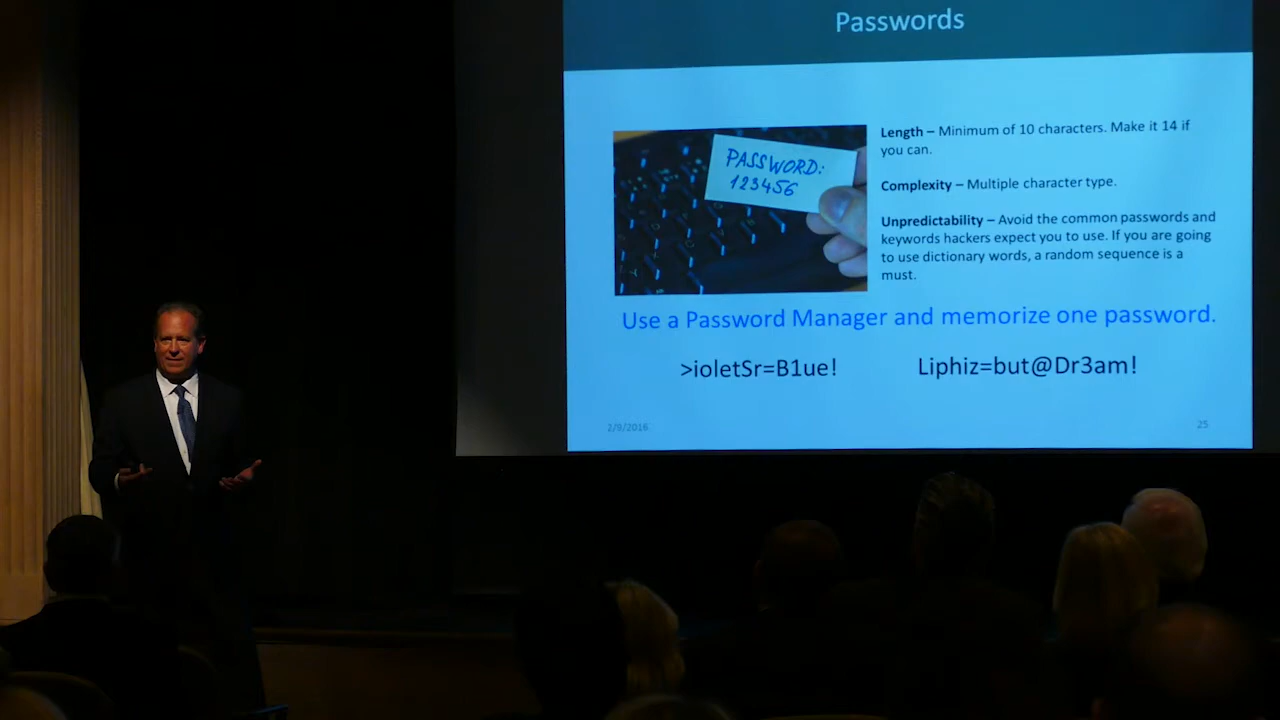 Passwords
PASSWORD:
123456
Length – Minimum of 10 characters. Make it 14 if
you can.
Complexity – Multiple character type.
Unpredictability – Avoid the common passwords and
keywords hackers expect you to use. If you are going
to use dictionary words, a random sequence is a
must.
Use a Password Manager and memorize one password.
>ioletSr=B1ue!
Liphiz=but@Dr3am!
2/9/2016
25